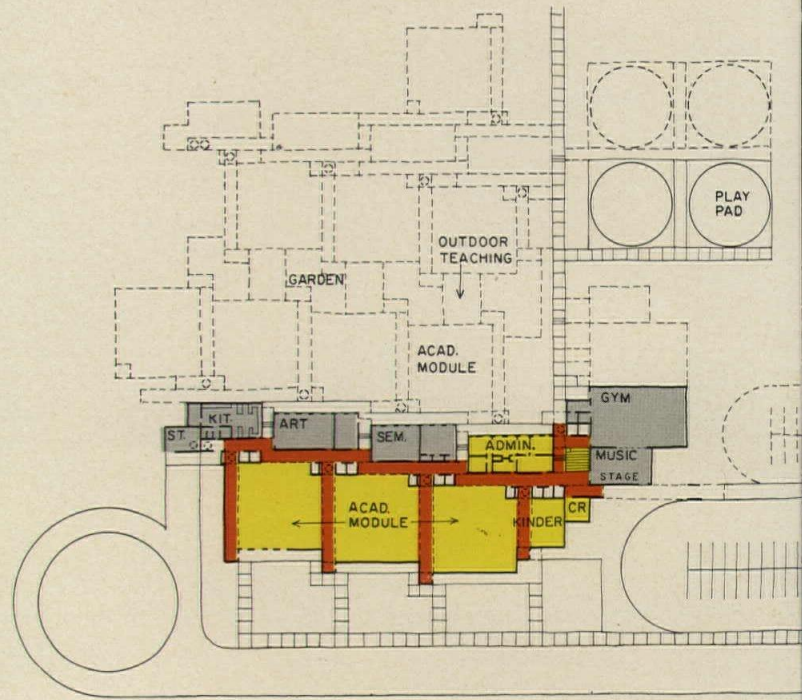 PLAY
PAD
OUTDOOR
TEACHING
GARDEN
ACAD.
MODULE
GYM
KIT.
ART
ST.
SEM.
ADMIN.
MUSIC
STAGE
ACAD.
MODULE
KINDER
CR